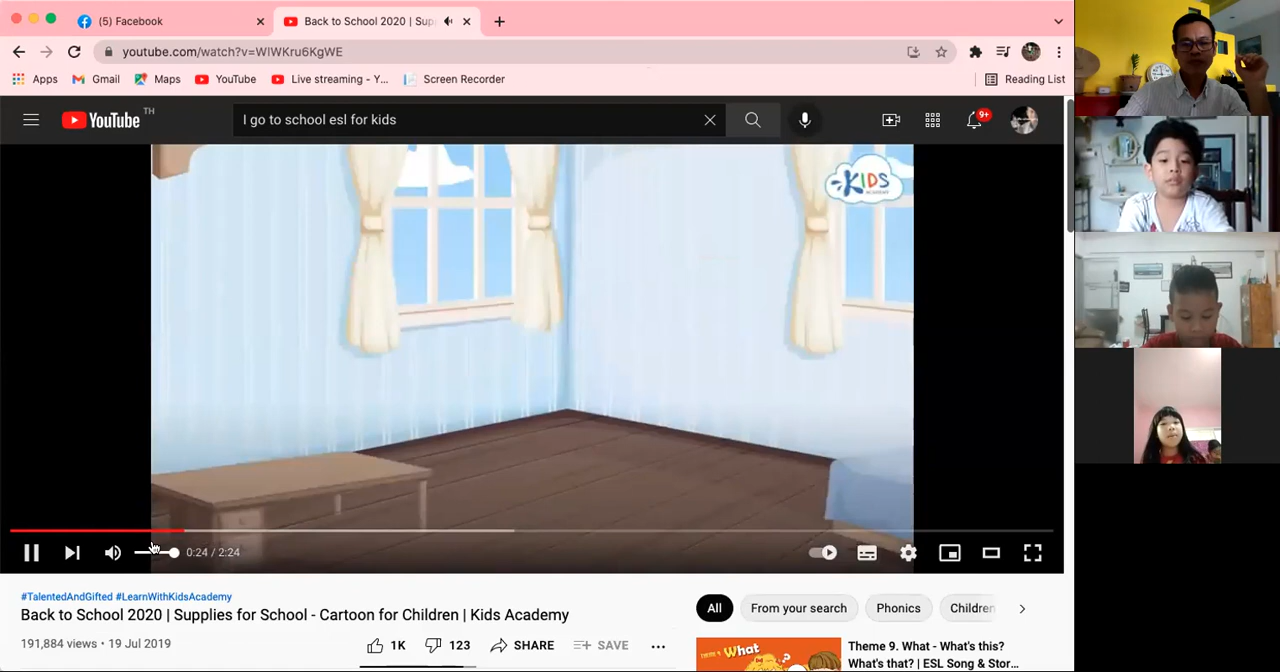 (5) Facebook
Back to School 2020 | Sup
youtube.com/watch?v=WIWKru6KgWE
Apps Gmail Maps YouTube Live streaming - Y... Screen Recorder Reading List
YouTube TH
I go to school esl for kids
9+
KIDS
ACADEMY
0:24 / 2:24
#TalentedAndGifted #LearnWithKidsAcademy
Back to School 2020 | Supplies for School - Cartoon for Children | Kids Academy
191,884 views • 19 Jul 2019
1K 123 SHARE SAVE
All From your search Phonics Children
What
Theme 9. What - What's this?
What's that? | ESL Song & Stor...